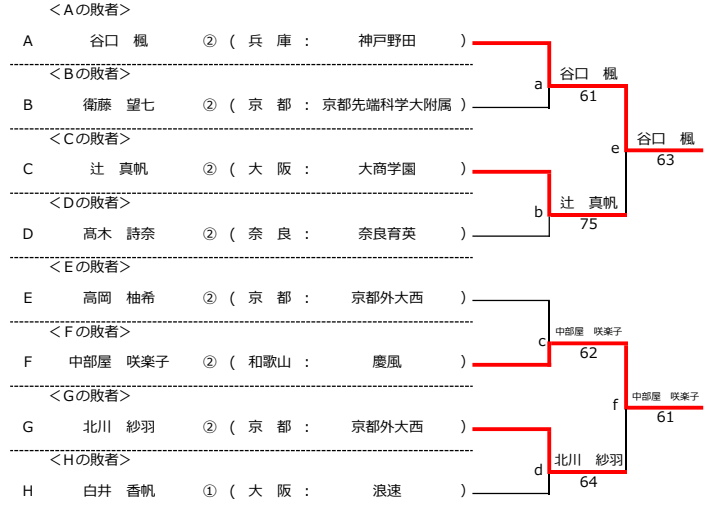 ＜Aの敗者＞
A 谷口 楓 ② ( 兵 庫 : 神戸野田 )
＜Bの敗者＞
B 衛藤 望七 ② ( 京 都 : 京都先端科学大附属 )
＜Cの敗者＞
C 辻 真帆 ② ( 大 阪 : 大商学園 )
＜Dの敗者＞
D 髙木 詩奈 ② ( 奈 良 : 奈良育英 )
＜Eの敗者＞
E 高岡 柚希 ② ( 京 都 : 京都外大西 )
＜Fの敗者＞
F 中部屋 咲楽子 ② ( 和歌山 : 慶風 )
＜Gの敗者＞
G 北川 紗羽 ② ( 京 都 : 京都外大西 )
＜Hの敗者＞
H 白井 香帆 ① ( 大 阪 : 浪速 )
a 谷口 楓
61
b 辻 真帆
75
c 中部屋 咲楽子
62
d 北川 紗羽
64
e 谷口 楓
63
f 中部屋 咲楽子
61